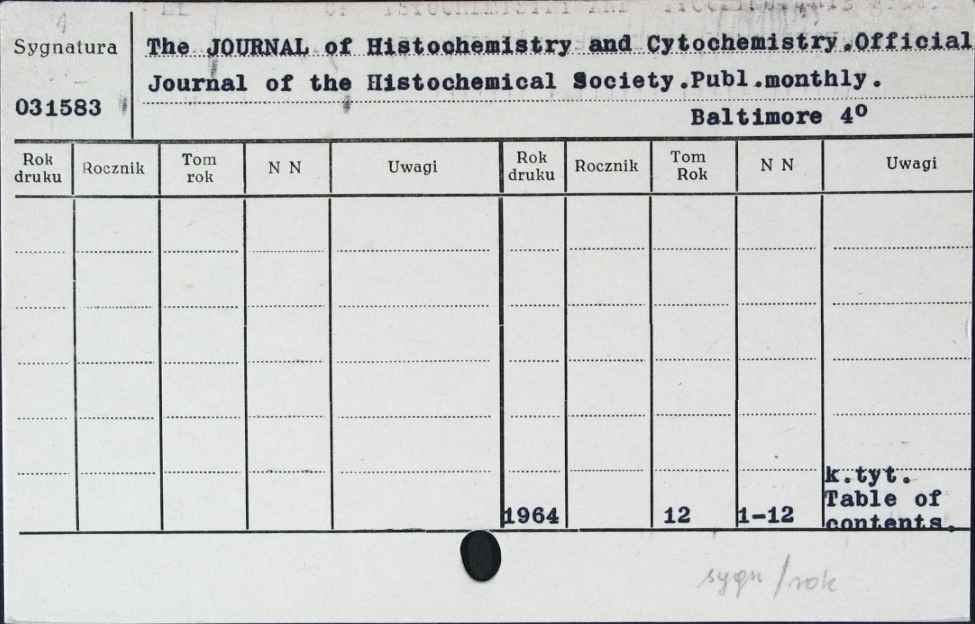 Sygnatura
031583
The JOURNAL of Histochemistry and Cytochemistry.Official
Journal of the Histochemical Society.Publ.monthly.
Baltimore 4º
Rok druku Rocznik Tom rok N N Uwagi Rok druku Rocznik Tom Rok N N Uwagi
1964 12 1-12 k.tyt.
Table of
contents.
sygn/rok